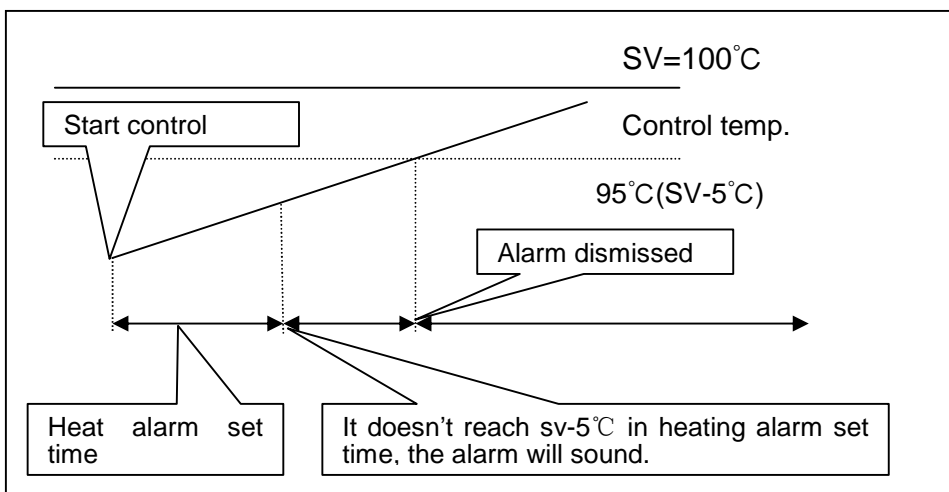 SV=100℃
Start control
Control temp.
95℃(SV-5℃)
Alarm dismissed
Heat alarm set
time
It doesn't reach sv-5℃ in heating alarm set
time, the alarm will sound.